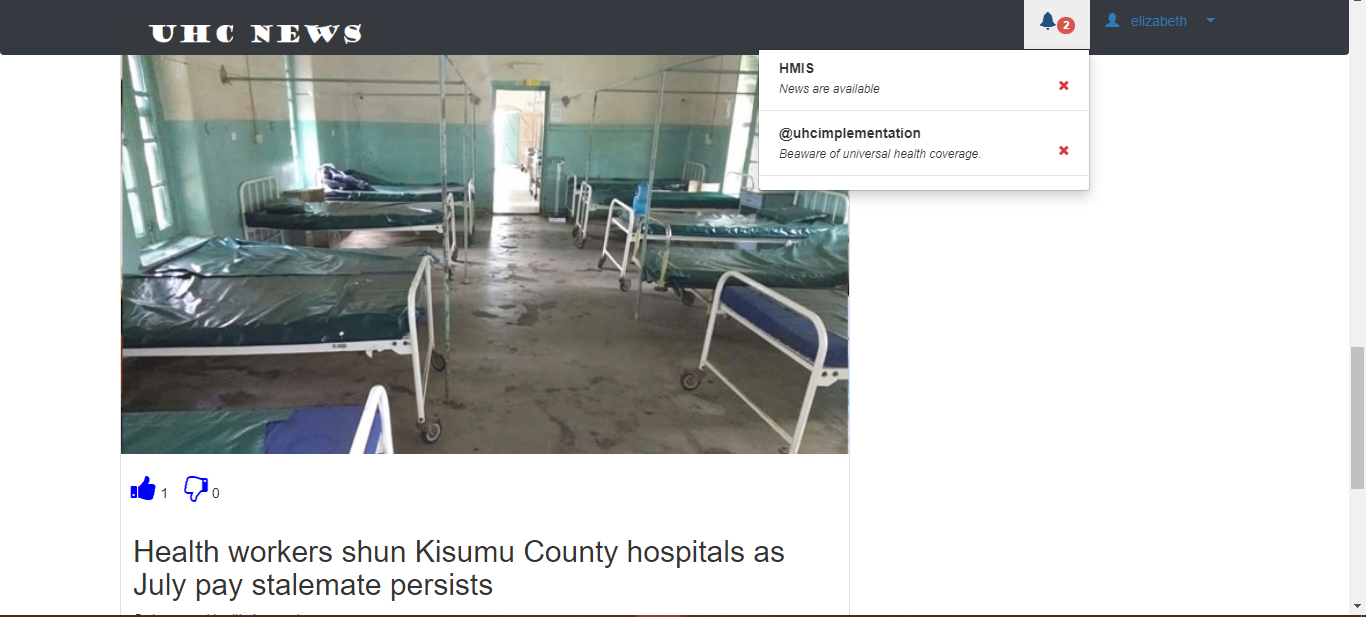 UHC NEWS
2
elizabeth
HMIS
News are available
@uhcimplementation
Beaware of universal health coverage.
1
0
Health workers shun Kisumu County hospitals as
July pay stalemate persists